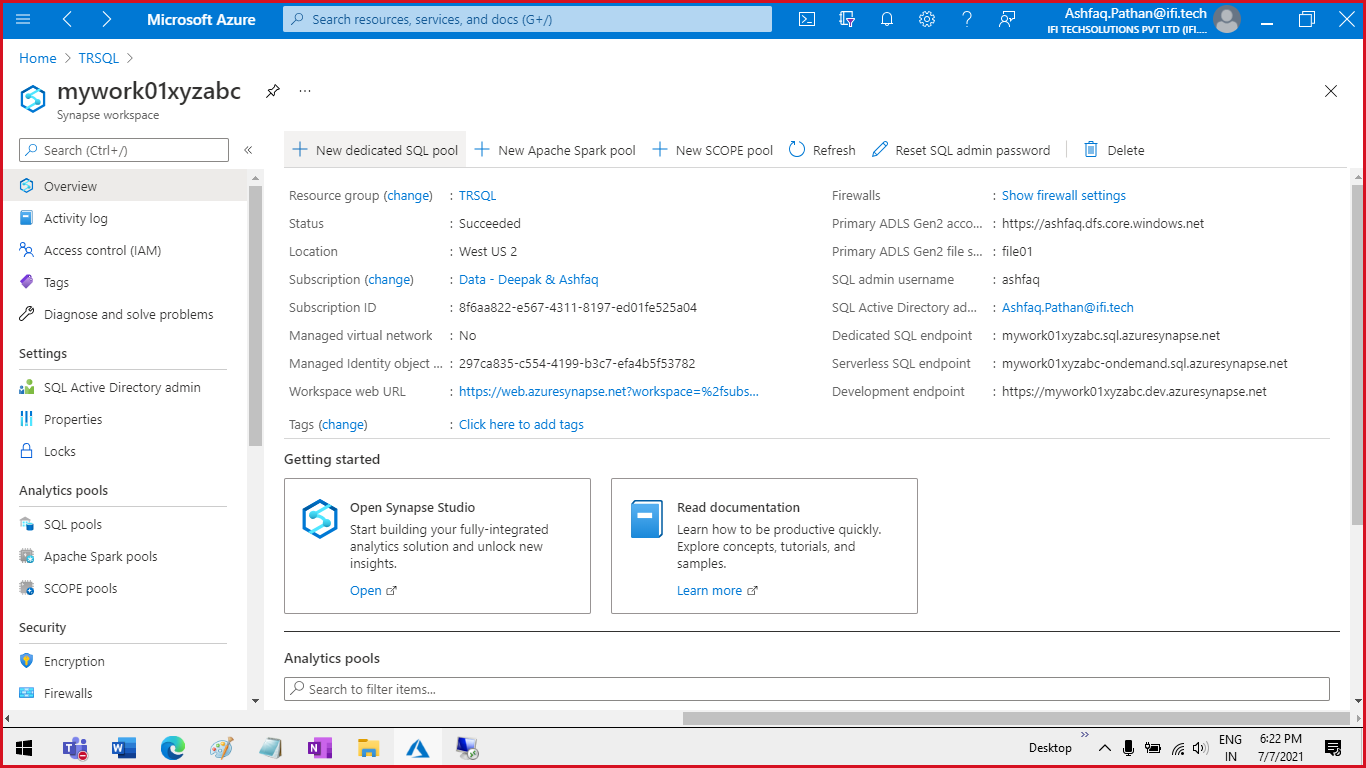 Microsoft Azure
Search resources, services, and docs (G+/)
Ashfaq.Pathan@ifi.tech
IFI TECHSOLUTIONS PVT LTD (IFI....
Home > TRSQL >
mywork01xyzabc
Synapse workspace
Search (Ctrl+/)
Overview
Activity log
Access control (IAM)
Tags
Diagnose and solve problems
Settings
SQL Active Directory admin
Properties
Locks
Analytics pools
SQL pools
Apache Spark pools
SCOPE pools
Security
Encryption
Firewalls
New dedicated SQL pool
New Apache Spark pool
New SCOPE pool
Refresh
Reset SQL admin password
Delete
Resource group (change) : TRSQL
Status : Succeeded
Location : West US 2
Subscription (change) : Data - Deepak & Ashfaq
Subscription ID : 8f6aa822-e567-4311-8197-ed01fe525a04
Managed virtual network : No
Managed Identity object ... : 297ca835-c554-4199-b3c7-efa4b5f53782
Workspace web URL : https://web.azuresynapse.net?workspace=%2fsubs...
Tags (change) : Click here to add tags
Firewalls : Show firewall settings
Primary ADLS Gen2 acco... : https://ashfaq.dfs.core.windows.net
Primary ADLS Gen2 file s... : file01
SQL admin username : ashfaq
SQL Active Directory ad... : Ashfaq.Pathan@ifi.tech
Dedicated SQL endpoint : mywork01xyzabc.sql.azuresynapse.net
Serverless SQL endpoint : mywork01xyzabc-ondemand.sql.azuresynapse.net
Development endpoint : https://mywork01xyzabc.dev.azuresynapse.net
Getting started
Open Synapse Studio
Start building your fully-integrated
analytics solution and unlock new
insights.
Open
Read documentation
Learn how to be productive quickly.
Explore concepts, tutorials, and
samples.
Learn more
Analytics pools
Search to filter items...
Desktop
ENG
IN
6:22 PM
7/7/2021